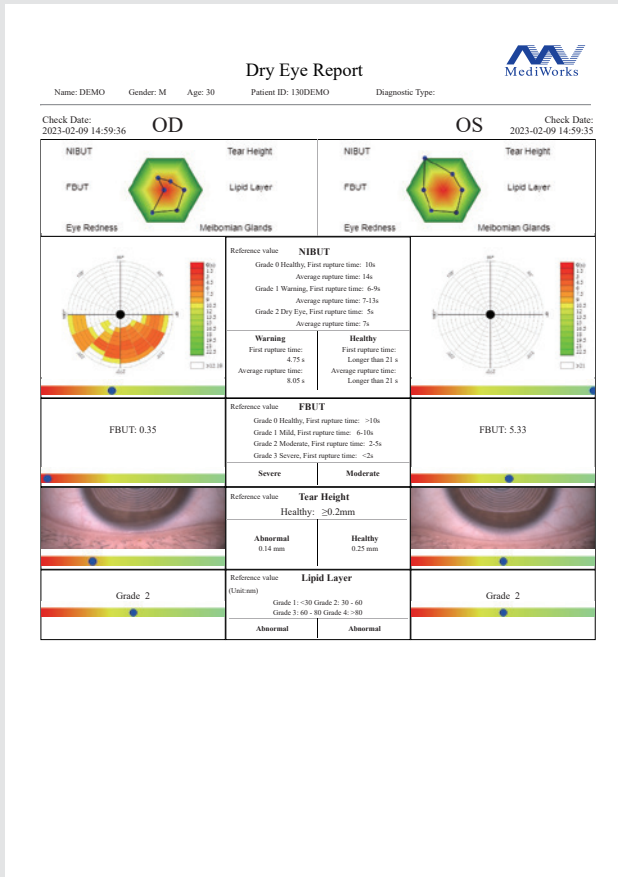 MediWorks
Dry Eye Report
Name: DEMO Gender: M Age: 30 Patient ID: 130DEMO Diagnostic Type:
Check Date:
2023-02-09 14:59:36
OD
OS
Check Date:
2023-02-09 14:59:35
NIBUT Tear Height
FBUT Lipid Layer
Eye Redness Meibomian Glands
NIBUT Tear Height
FBUT Lipid Layer
Eye Redness Meibomian Glands
Reference value NIBUT
Grade 0 Healthy, First rupture time: 10s
Average rupture time: 14s
Grade 1 Warning, First rupture time: 6-9s
Average rupture time: 7-13s
Grade 2 Dry Eye, First rupture time: 5s
Average rupture time: 7s
Warning
First rupture time:
4.75 s
Average rupture time:
8.05 s
Healthy
First rupture time:
Longer than 21 s
Average rupture time:
Longer than 21 s
FBUT: 0.35
Reference value FBUT
Grade 0 Healthy, First rupture time: >10s
Grade 1 Mild, First rupture time: 6-10s
Grade 2 Moderate, First rupture time: 2-5s
Grade 3 Severe, First rupture time: <2s
Severe Moderate
FBUT: 5.33
Reference value Tear Height
Healthy: ≥0.2mm
Abnormal
0.14 mm
Healthy
0.25 mm
Grade 2
Reference value Lipid Layer
(Unit:nm)
Grade 1: <30 Grade 2: 30 - 60
Grade 3: 60 - 80 Grade 4: >80
Abnormal Abnormal
Grade 2